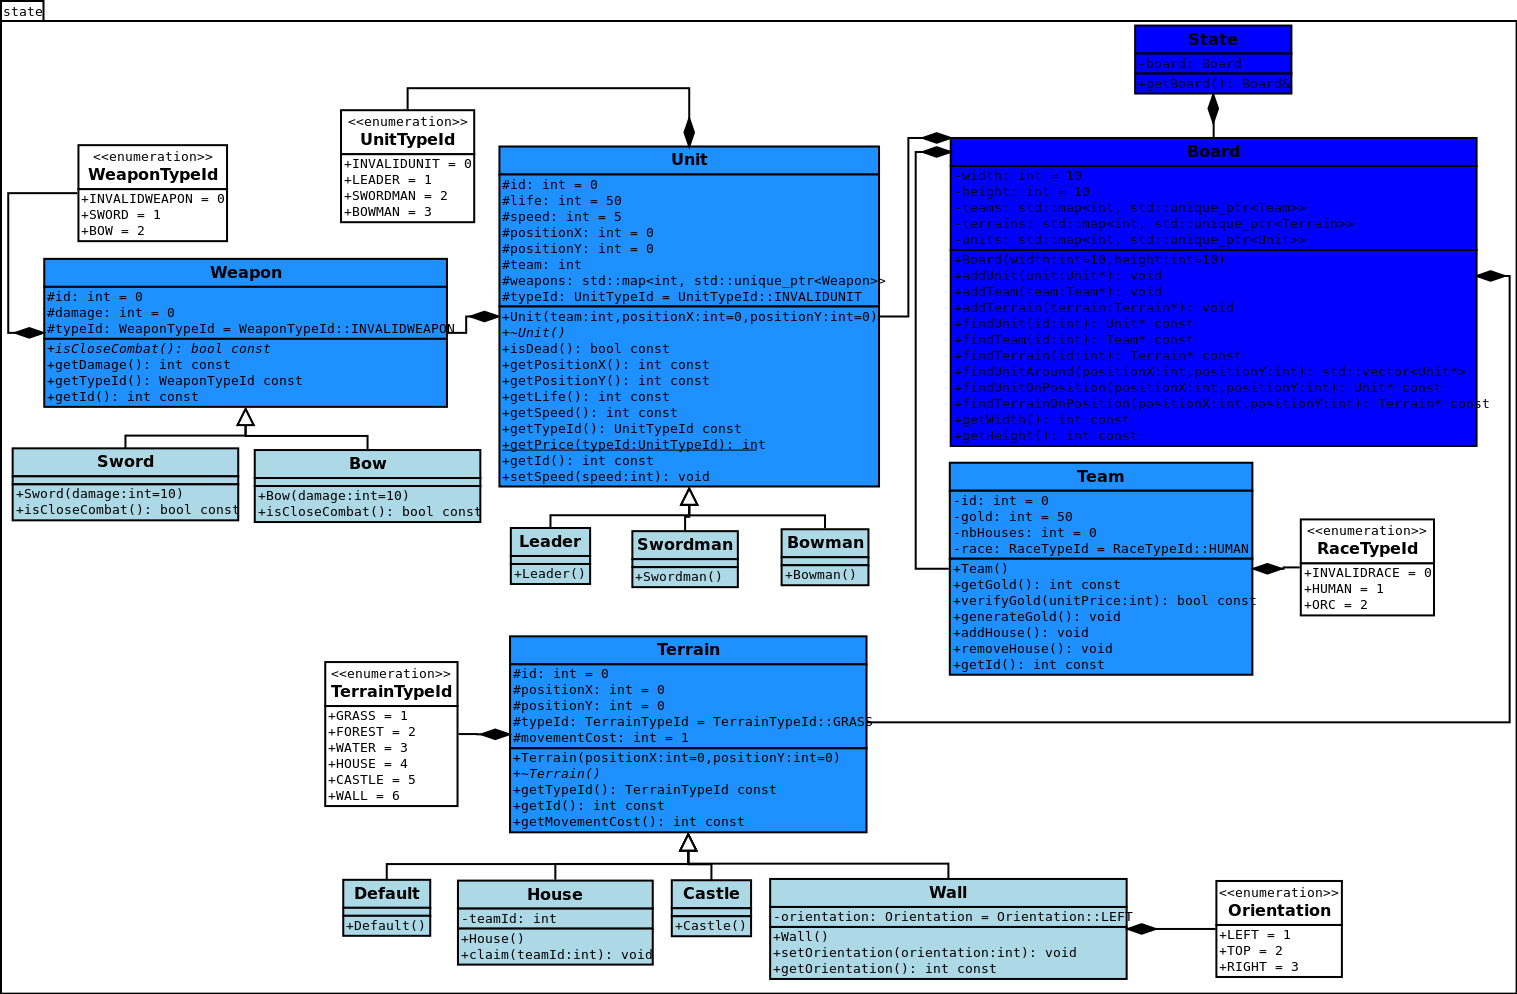 state
State
-board: Board
+getBoard(): Board&
<<enumeration>>
UnitTypeId
+INVALIDUNIT = 0
+LEADER = 1
+SWORDMAN = 2
+BOWMAN = 3
<<enumeration>>
WeaponTypeId
+INVALIDWEAPON = 0
+SWORD = 1
+BOW = 2
Unit
#id: int = 0
#life: int = 50
#speed: int = 5
#positionX: int = 0
#positionY: int = 0
#team: int
#weapons: std::map<int, std::unique_ptr<Weapon>>
#typeId: UnitTypeId = UnitTypeId::INVALIDUNIT
+Unit(team:int,positionX:int=0,positionY:int=0)
+~Unit()
+isDead(): bool const
+getPositionX(): int const
+getPositionY(): int const
+getLife(): int const
+getSpeed(): int const
+getTypeId(): UnitTypeId const
+getPrice(typeId:UnitTypeId): int
+getId(): int const
+setSpeed(speed:int): void
Board
-width: int = 10
-height: int = 10
-teams: std::map<int, std::unique_ptr<Team>>
-terrains: std::map<int, std::unique_ptr<Terrain>>
-units: std::map<int, std::unique_ptr<Unit>>
+Board(width:int=10,height:int=10)
+addUnit(unit:Unit*): void
+addTeam(team:Team*): void
+addTerrain(terrain:Terrain*): void
+findUnit(id:int): Unit* const
+findTeam(id:int): Team* const
+findTerrain(id:int): Terrain* const
+findUnitAround(positionX:int,positionY:int): std::vector<Unit*>
+findUnitOnPosition(positionX:int,positionY:int): Unit* const
+findTerrainOnPosition(positionX:int,positionY:int): Terrain* const
+getWidth(): int const
+getHeight(): int const
Weapon
#id: int = 0
#damage: int = 0
#typeId: WeaponTypeId = WeaponTypeId::INVALIDWEAPON
+isCloseCombat(): bool const
+getDamage(): int const
+getTypeId(): WeaponTypeId const
+getId(): int const
Sword
+Sword(damage:int=10)
+isCloseCombat(): bool const
Bow
+Bow(damage:int=10)
+isCloseCombat(): bool const
Leader
+Leader()
Swordman
+Swordman()
Bowman
+Bowman()
Team
-id: int = 0
-gold: int = 50
-nbHouses: int = 0
-race: RaceTypeId = RaceTypeId::HUMAN
+Team()
+getGold(): int const
+verifyGold(unitPrice:int): bool const
+generateGold(): void
+addHouse(): void
+removeHouse(): void
+getId(): int const
<<enumeration>>
RaceTypeId
+INVALIDRACE = 0
+HUMAN = 1
+ORC = 2
<<enumeration>>
TerrainTypeId
+GRASS = 1
+FOREST = 2
+WATER = 3
+HOUSE = 4
+CASTLE = 5
+WALL = 6
Terrain
#id: int = 0
#positionX: int = 0
#positionY: int = 0
#typeId: TerrainTypeId = TerrainTypeId::GRASS
#movementCost: int = 1
+Terrain(positionX:int=0,positionY:int=0)
+~Terrain()
+getTypeId(): TerrainTypeId const
+getId(): int const
+getMovementCost(): int const
Default
+Default()
House
-teamId: int
+House()
+claim(teamId:int): void
Castle
+Castle()
Wall
-orientation: Orientation = Orientation::LEFT
+Wall()
+setOrientation(orientation:int): void
+getOrientation(): int const
<<enumeration>>
Orientation
+LEFT = 1
+TOP = 2
+RIGHT = 3